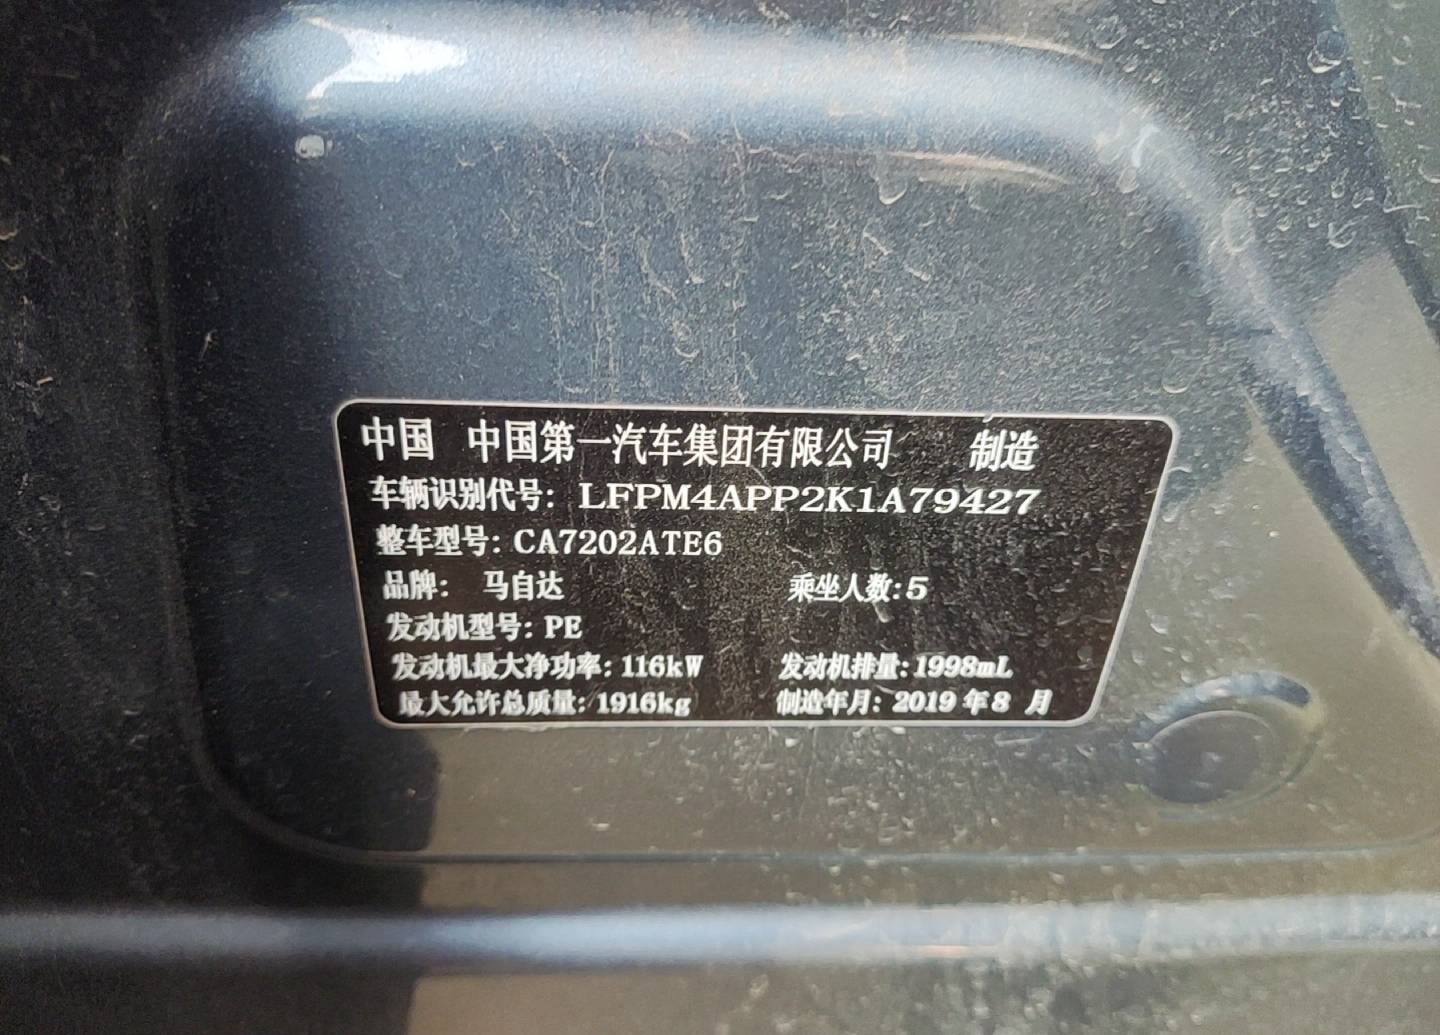 中国 中国第一汽车集团有限公司 制造
车辆识别代号: LFPM4APP2K1A79427
整车型号: CA7202ATE6
品牌: 马自达 乘坐人数: 5
发动机型号: PE
发动机最大净功率: 116kW 发动机排量: 1998mL
最大允许总质量: 1916kg 制造年月: 2019 年 8 月